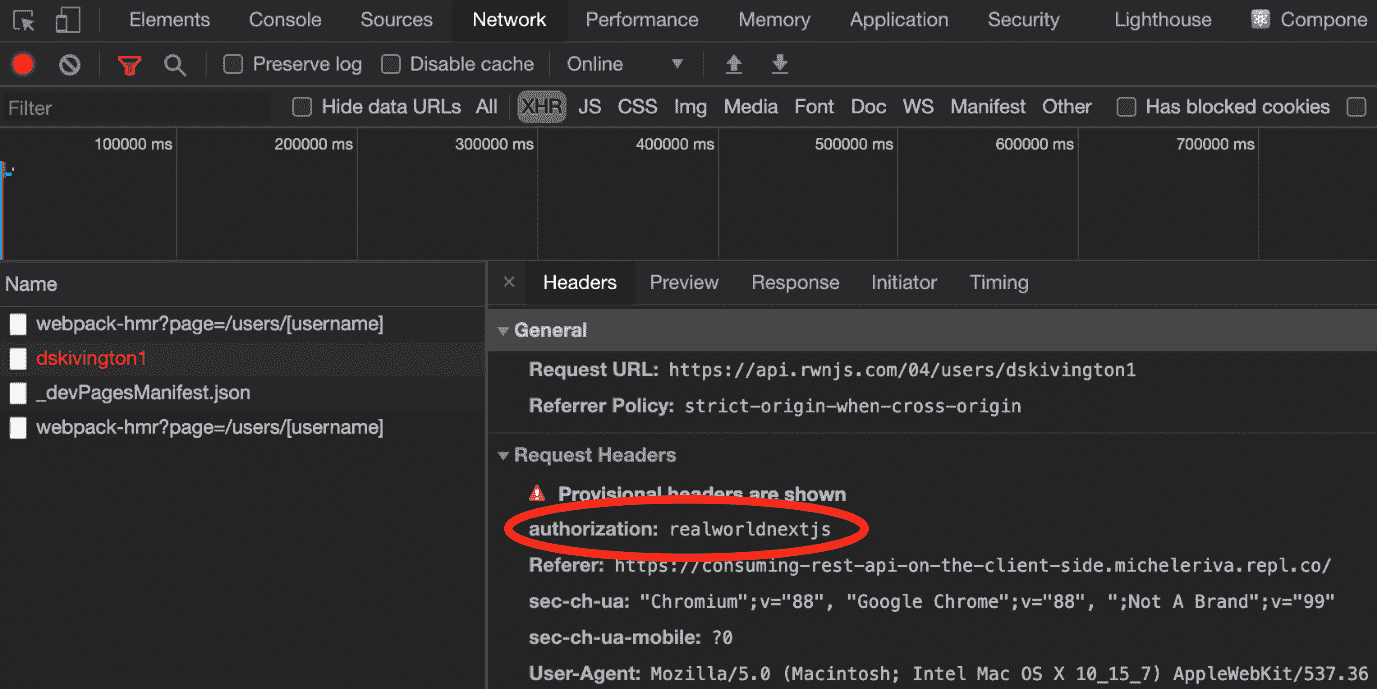 Elements Console Sources Network Performance Memory Application Security Lighthouse Compone
Preserve log Disable cache Online
Filter Hide data URLs All XHR JS CSS Img Media Font Doc WS Manifest Other Has blocked cookies
100000 ms 200000 ms 300000 ms 400000 ms 500000 ms 600000 ms 700000 ms
Name
webpack-hmr?page=/users/[username]
dskivington1
_devPagesManifest.json
webpack-hmr?page=/users/[username]
× Headers Preview Response Initiator Timing
General
Request URL: https://api.rwnjs.com/04/users/dskivington1
Referrer Policy: strict-origin-when-cross-origin
Request Headers
Provisional headers are shown
authorization: realworldnextjs
Referer: https://consuming-rest-api-on-the-client-side.micheleriva.repl.co/
sec-ch-ua: "Chromium";v="88", "Google Chrome";v="88", ";Not A Brand";v="99"
sec-ch-ua-mobile: ?0
User-Agent: Mozilla/5.0 (Macintosh; Intel Mac OS X 10_15_7) AppleWebKit/537.36